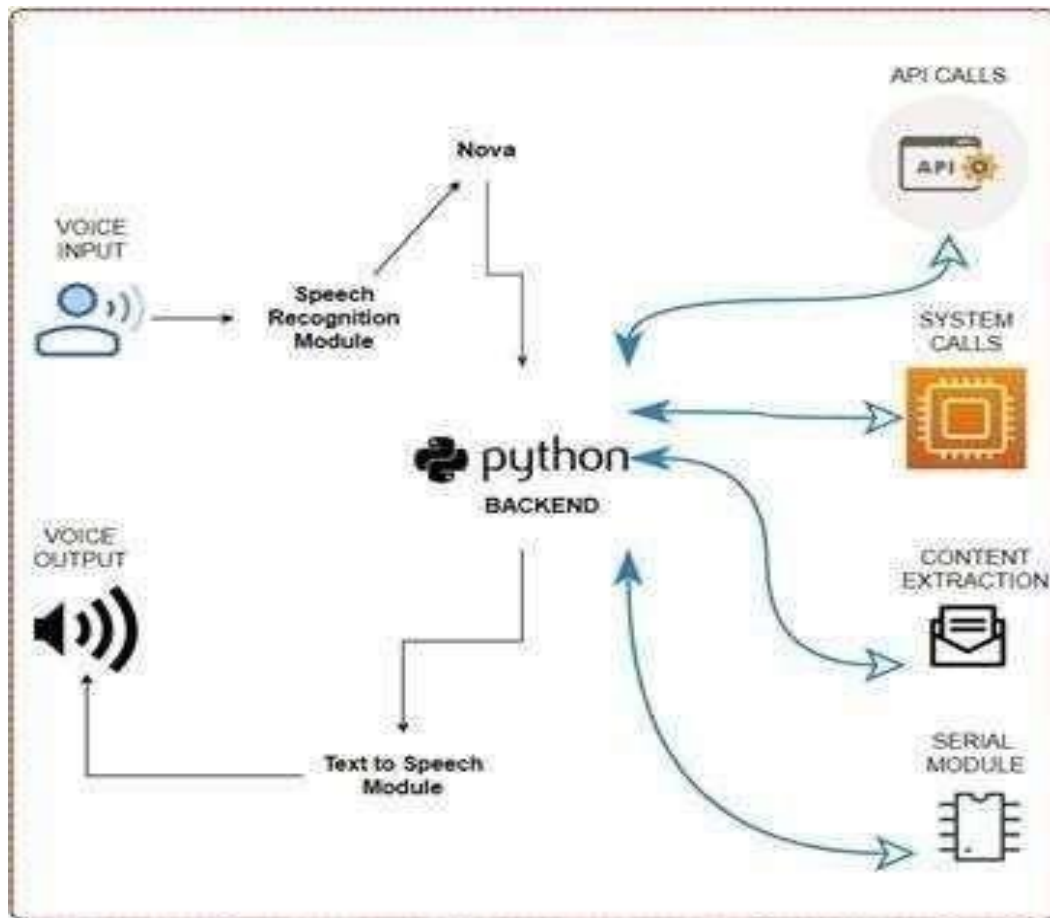 API CALLS
API
Nova
VOICE
INPUT
Speech
Recognition
Module
SYSTEM
CALLS
python
BACKEND
VOICE
OUTPUT
CONTENT
EXTRACTION
Text to Speech
Module
SERIAL
MODULE